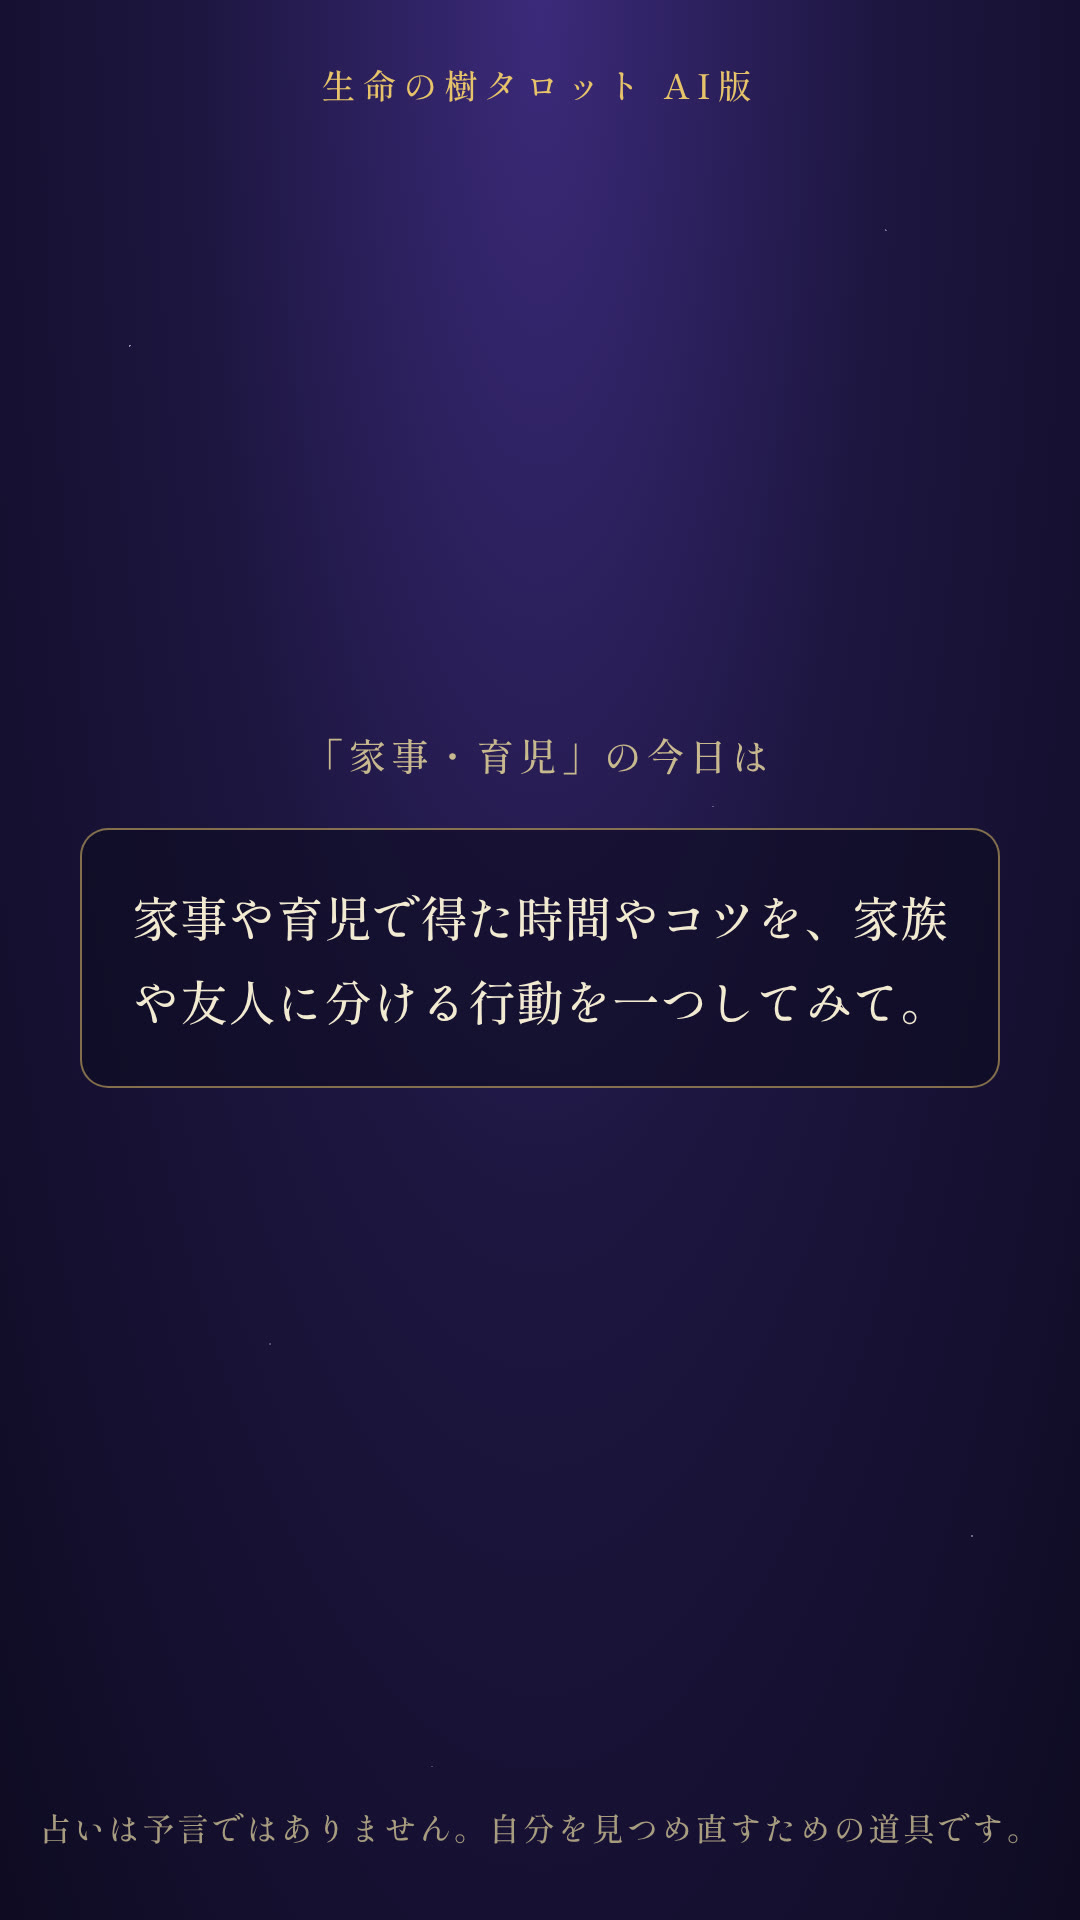 生命の樹タロット AI版
「家事・育児」の今日は
家事や育児で得た時間やコツを、家族
や友人に分ける行動を一つしてみて。
占いは予言ではありません。自分を見つめ直すための道具です。